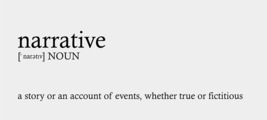 narrative
[ˈnarətɪv] NOUN
a story or an account of events, whether true or fictitious